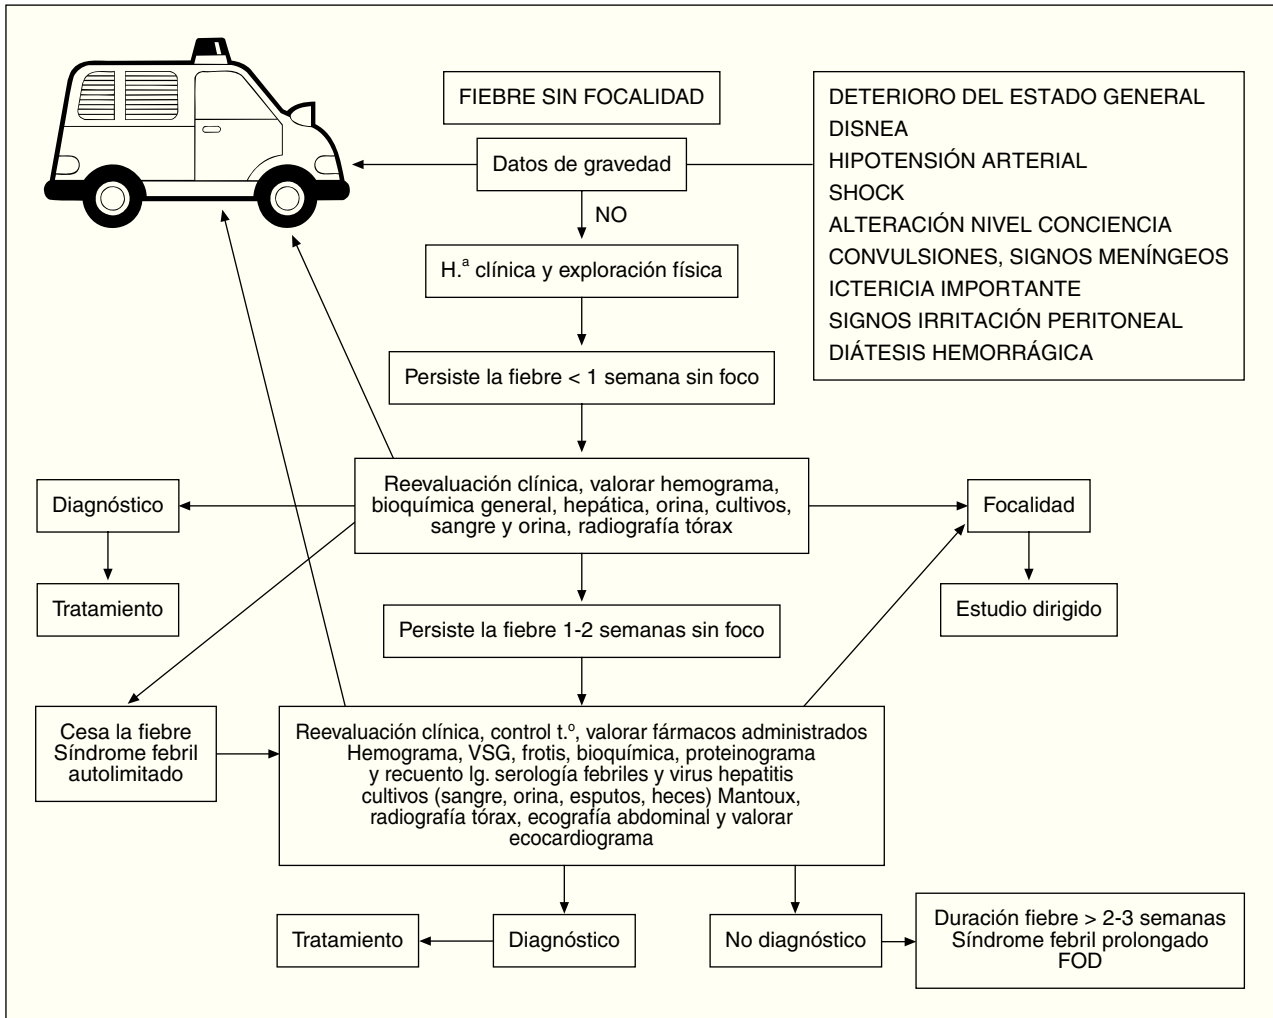 FIEBRE SIN FOCALIDAD
Datos de gravedad
DETERIORO DEL ESTADO GENERAL
DISNEA
HIPOTENSIÓN ARTERIAL
SHOCK
ALTERACIÓN NIVEL CONCIENCIA
CONVULSIONES, SIGNOS MENÍNGEOS
ICTERICIA IMPORTANTE
SIGNOS IRRITACIÓN PERITONEAL
DIÁTESIS HEMORRÁGICA
NO
H.ª clínica y exploración física
Persiste la fiebre < 1 semana sin foco
Reevaluación clínica, valorar hemograma,
bioquímica general, hepática, orina, cultivos,
sangre y orina, radiografía tórax
Diagnóstico
Tratamiento
Focalidad
Estudio dirigido
Persiste la fiebre 1-2 semanas sin foco
Cesa la fiebre
Síndrome febril
autolimitado
Reevaluación clínica, control t.º, valorar fármacos administrados
Hemograma, VSG, frotis, bioquímica, proteinograma
y recuento Ig. serología febriles y virus hepatitis
cultivos (sangre, orina, esputos, heces) Mantoux,
radiografía tórax, ecografía abdominal y valorar
ecocardiograma
Tratamiento
Diagnóstico
No diagnóstico
Duración fiebre > 2-3 semanas
Síndrome febril prolongado
FOD